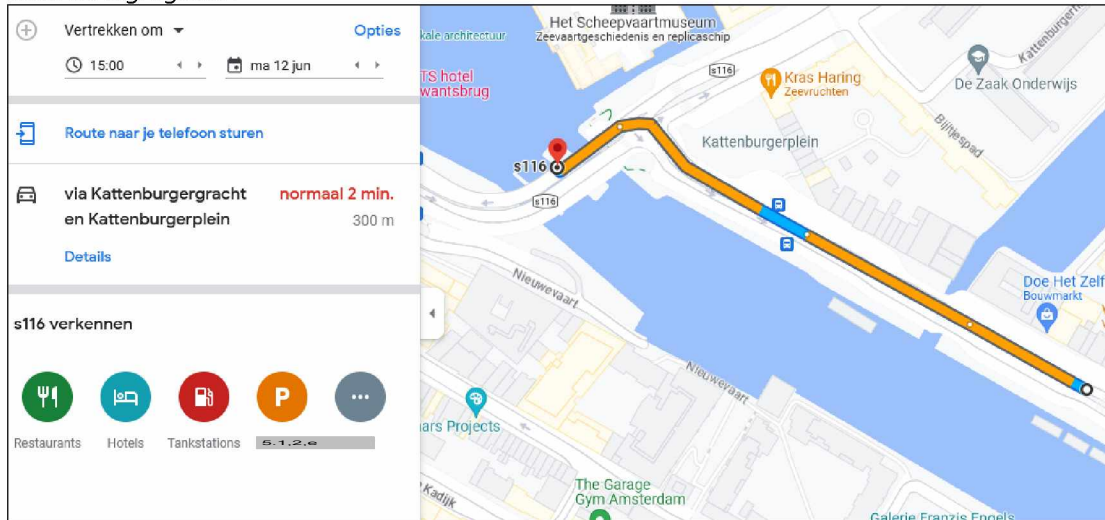 Vertrekken om
Opties
15:00
ma 12 jun
Route naar je telefoon sturen
via Kattenburgergracht
en Kattenburgerplein
normaal 2 min.
300 m
Details
s116 verkennen
Restaurants
Hotels
Tankstations
5.1,2,e
P
kale architectuur
Het Scheepvaartmuseum
Zeevaartgeschiedenis en replicaschip
TS hotel
wantsbrug
s116
Kras Haring
Zeevruchten
De Zaak Onderwijs
Kattenburgerplein
Bijltjespad
s116
s116
Nieuwevaart
Doe Het Zelf
Bouwmarkt
Nieuwevaart
ars Projects
Kadijk
The Garage
Gym Amsterdam
Galerie Franzis Engels